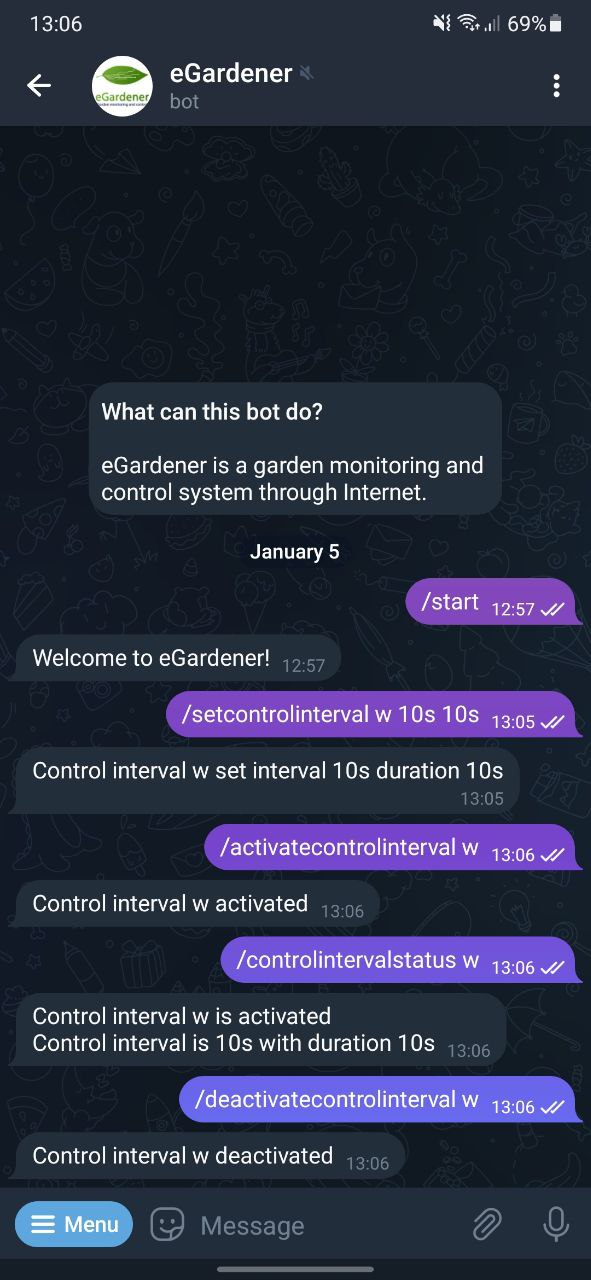 13:06
69%
eGardener
eGardener
bot
What can this bot do?
eGardener is a garden monitoring and
control system through Internet.
January 5
/start 12:57
Welcome to eGardener! 12:57
/setcontrolinterval w 10s 10s 13:05
Control interval w set interval 10s duration 10s
13:05
/activatecontrolinterval w 13:06
Control interval w activated 13:06
/controlintervalstatus w 13:06
Control interval w is activated
Control interval is 10s with duration 10s 13:06
/deactivatecontrolinterval w 13:06
Control interval w deactivated 13:06
Menu
Message